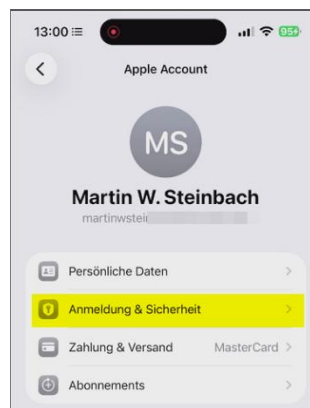 13:00
95
Apple Account
MS
Martin W. Steinbach
martinwstei
Persönliche Daten
Anmeldung & Sicherheit
Zahlung & Versand MasterCard
Abonnements